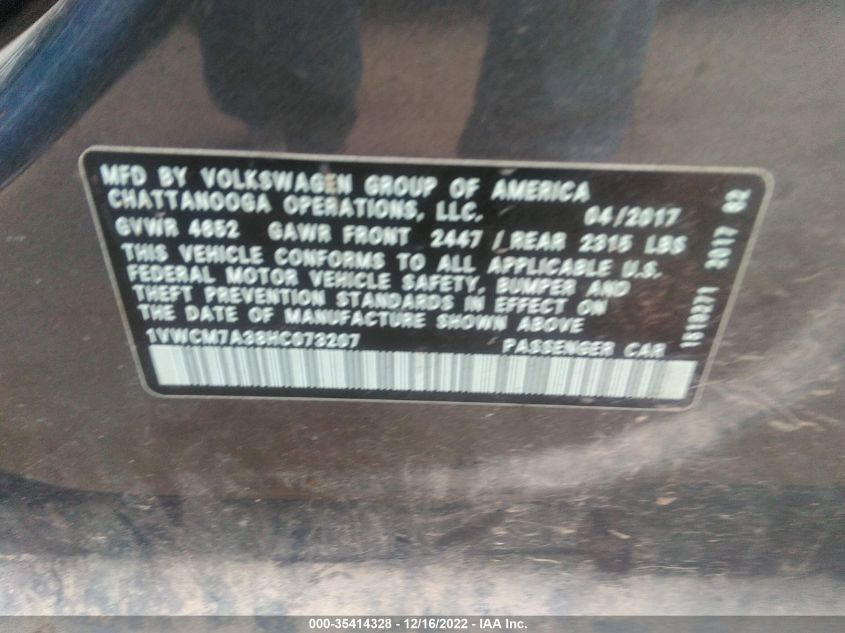 MFD BY VOLKSWAGEN GROUP OF AMERICA
CHATTANOOGA OPERATIONS, LLC. 04/2017
GVWR 4652 GAWR FRONT 2447 / REAR 2315 LBS
THIS VEHICLE CONFORMS TO ALL APPLICABLE U.S.
FEDERAL MOTOR VEHICLE SAFETY, BUMPER AND
THEFT PREVENTION STANDARDS IN EFFECT ON
THE DATE OF MANUFACTURE SHOWN ABOVE
1VWCM7A38HC073207 PASSENGER CAR
1610271 2017 82
000-35414328 - 12/16/2022 - IAA Inc.